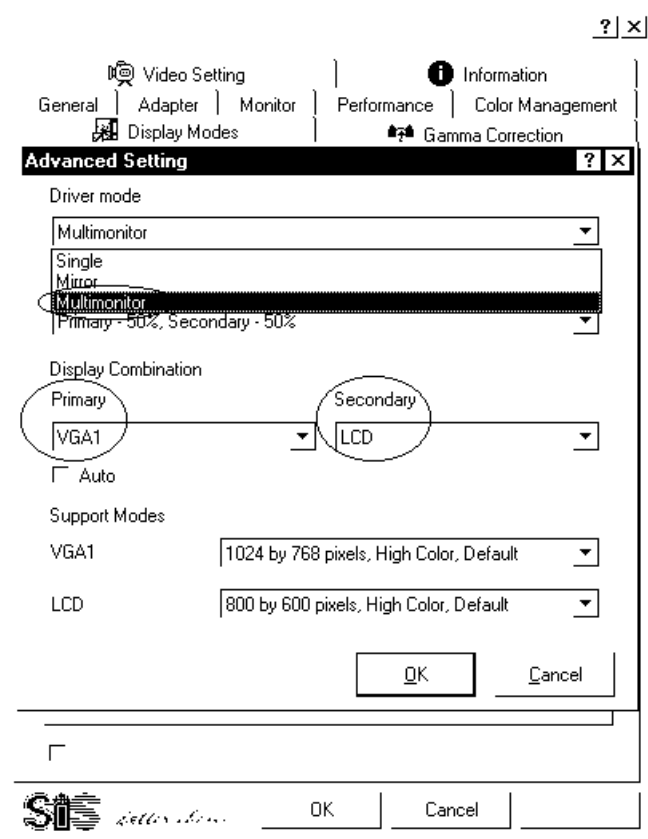 ? ×
Video Setting Information
General Adapter Monitor Performance Color Management
Display Modes Gamma Correction
Advanced Setting ? ×
Driver mode
Multimonitor
Single
Mirror
Multimonitor
Primary - 50%, Secondary - 50%
Display Combination
Primary Secondary
VGA1 LCD
Auto
Support Modes
VGA1 1024 by 768 pixels, High Color, Default
LCD 800 by 600 pixels, High Color, Default
OK Cancel
SiS
OK Cancel